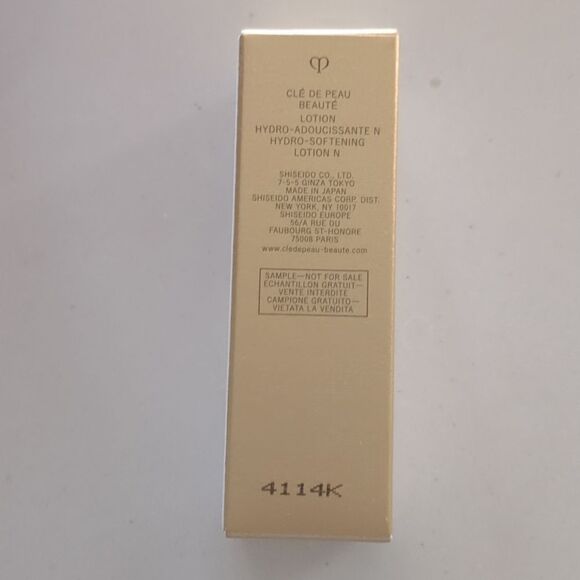 CLÉ DE PEAU
BEAUTÉ
LOTION
HYDRO-ADOUCISSANTE N
HYDRO-SOFTENING
LOTION N
SHISEIDO CO., LTD.
7-5-5 GINZA TOKYO
MADE IN JAPAN
SHISEIDO AMERICAS CORP. DIST.
NEW YORK, NY 10017
SHISEIDO EUROPE
56/A RUE DU
FAUBOURG ST-HONORE
75008 PARIS
www.cledepeau-beaute.com
SAMPLE—NOT FOR SALE
ÉCHANTILLON GRATUIT—
VENTE INTERDITE
CAMPIONE GRATUITO—
VIETATA LA VENDITA
4114K